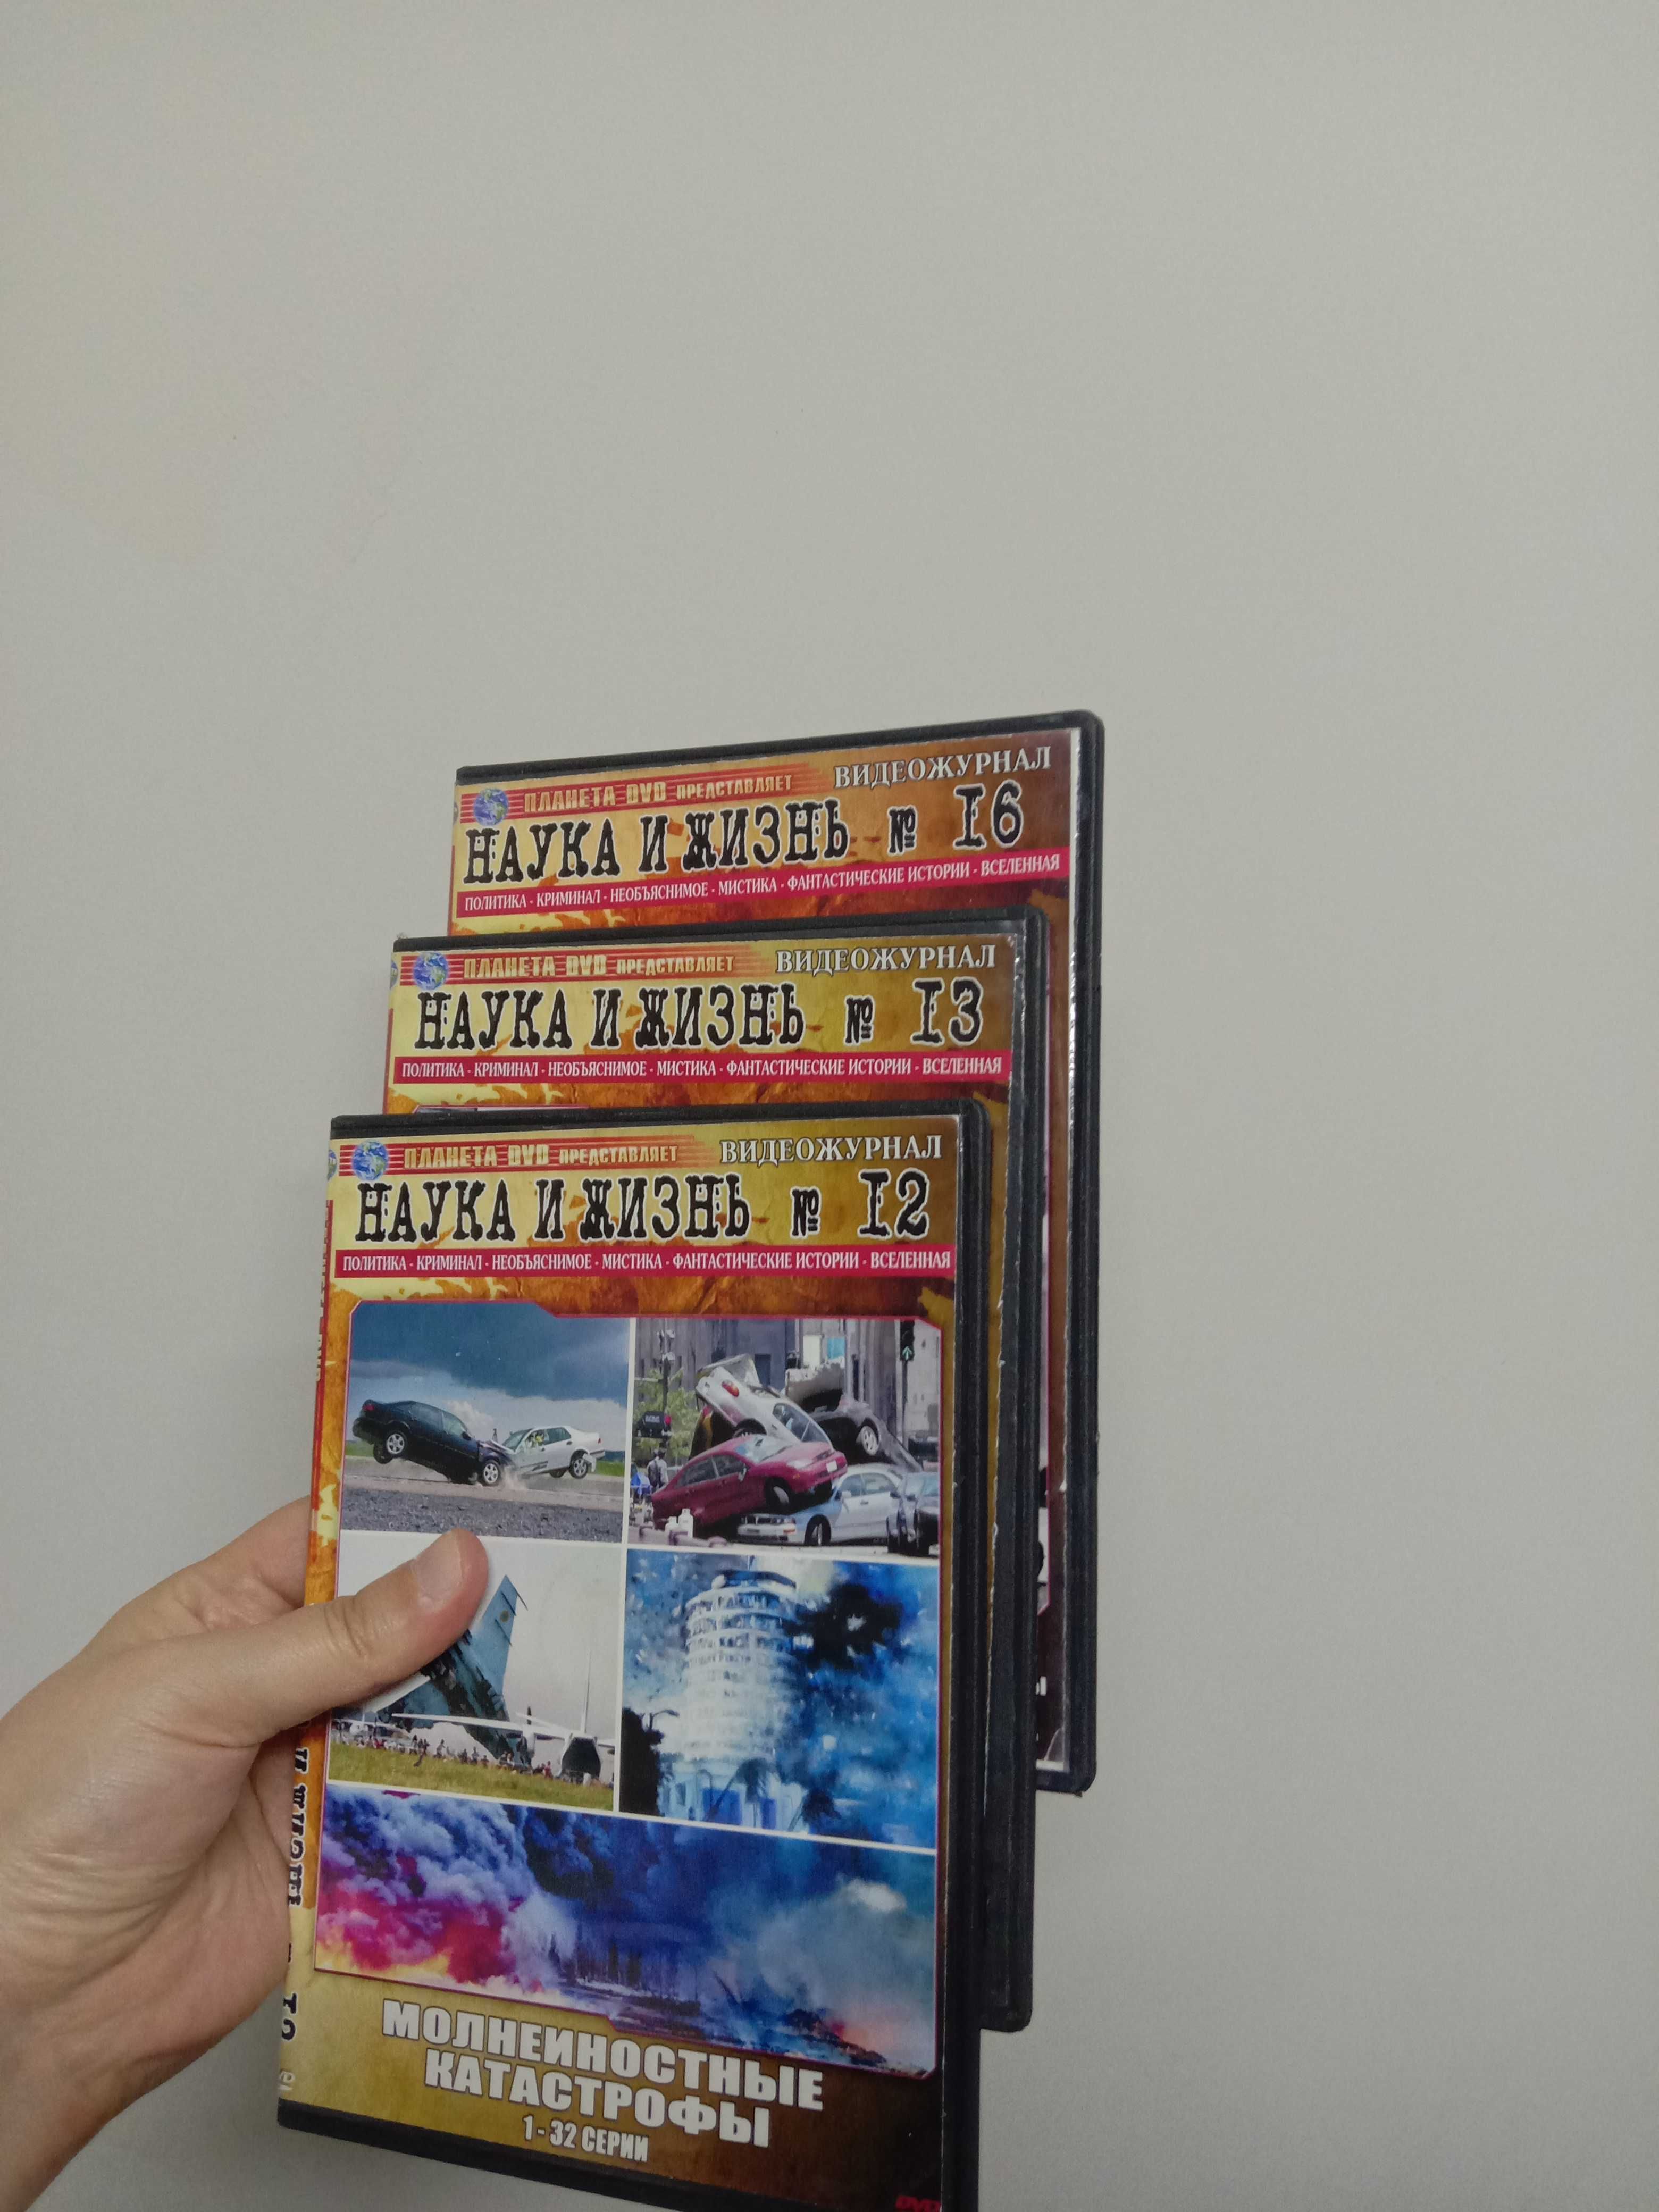 ПЛАНЕТА DVD ПРЕДСТАВЛЯЕТ
ВИДЕОЖУРНАЛ
НАУКА И ЖИЗНЬ № 16
ПОЛИТИКА - КРИМИНАЛ - НЕОБЪЯСНИМОЕ - МИСТИКА - ФАНТАСТИЧЕСКИЕ ИСТОРИИ - ВСЕЛЕННАЯ
ПЛАНЕТА DVD ПРЕДСТАВЛЯЕТ
ВИДЕОЖУРНАЛ
НАУКА И ЖИЗНЬ № 13
ПОЛИТИКА - КРИМИНАЛ - НЕОБЪЯСНИМОЕ - МИСТИКА - ФАНТАСТИЧЕСКИЕ ИСТОРИИ - ВСЕЛЕННАЯ
ПЛАНЕТА DVD ПРЕДСТАВЛЯЕТ
ВИДЕОЖУРНАЛ
НАУКА И ЖИЗНЬ № 12
ПОЛИТИКА - КРИМИНАЛ - НЕОБЪЯСНИМОЕ - МИСТИКА - ФАНТАСТИЧЕСКИЕ ИСТОРИИ - ВСЕЛЕННАЯ
МОЛНЕИНОСТНЫЕ
КАТАСТРОФЫ
1 - 32 СЕРИИ
DVD